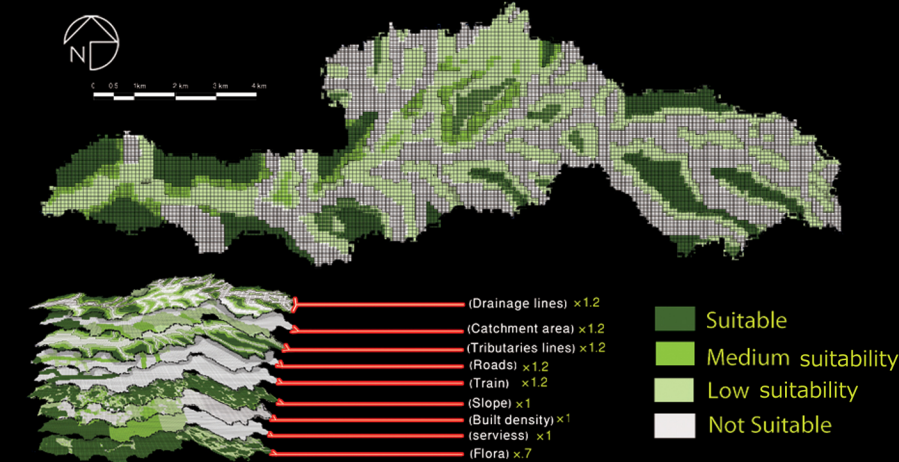 N
0 0.5 1km 2 km 3 km 4 km
(Drainage lines) ×1.2
(Catchment area) ×1.2
(Tributaries lines) ×1.2
(Roads) ×1.2
(Train) ×1.2
(Slope) ×1
(Built density) ×1
(serviess) ×1
(Flora) ×.7
Suitable
Medium suitability
Low suitability
Not Suitable